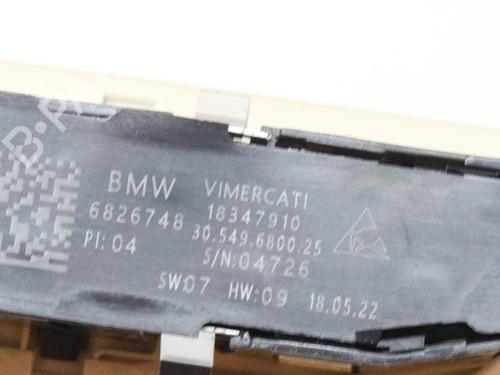 BMW VIMERCATI
6826748 18347910
PI: 04 30.549.6800.25
S/N:04726
SW:07 HW:09 18.05.22